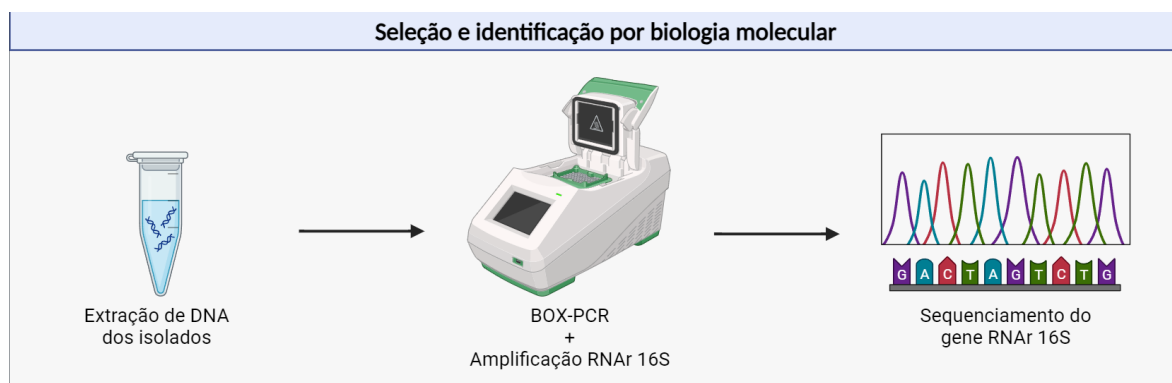 Seleção e identificação por biologia molecular
G A C T A G T C T G
Extração de DNA
dos isolados
BOX-PCR
+
Amplificação RNAr 16S
Sequenciamento do
gene RNAr 16S